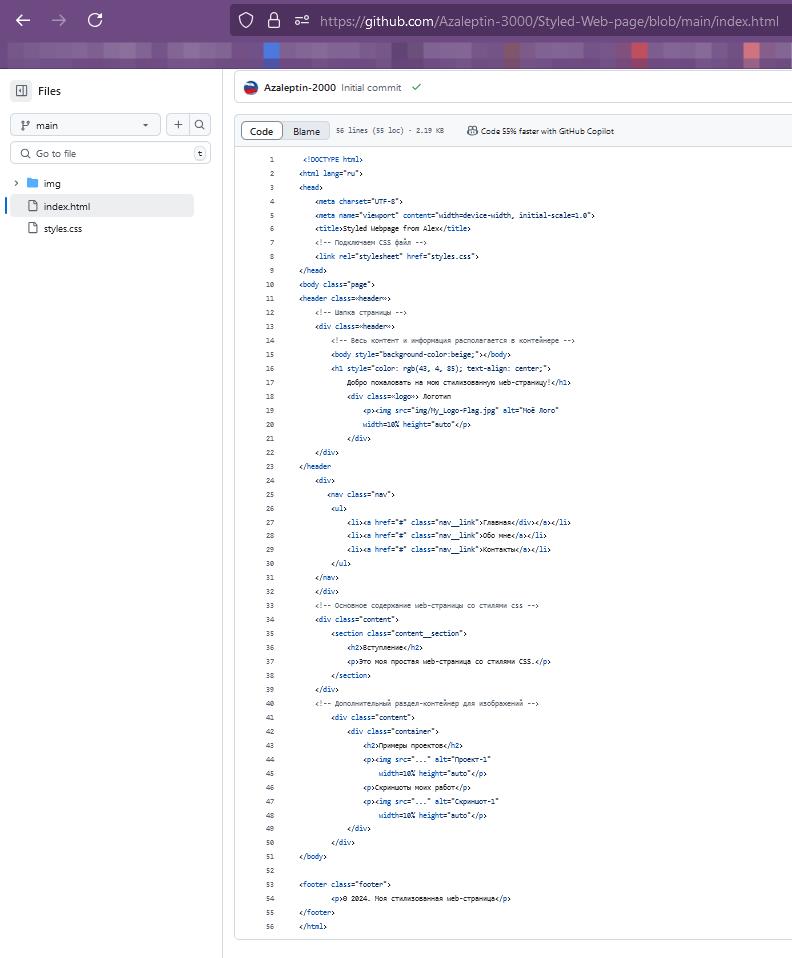 https://github.com/Azaleptin-3000/Styled-Web-page/blob/main/index.html
Files
Azaleptin-2000 Initial commit
main
Code Blame 56 lines (55 loc) · 2.19 KB Code 55% faster with GitHub Copilot
Go to file t
img
index.html
styles.css
1 <!DOCTYPE html>
2 <html lang="ru">
3 <head>
4 <meta charset="UTF-8">
5 <meta name="viewport" content="width=device-width, initial-scale=1.0">
6 <title>Styled Webpage from Alex</title>
7 <!-- Подключаем CSS файл -->
8 <link rel="stylesheet" href="styles.css">
9 </head>
10 <body class="page">
11 <header class=«header»>
12 <!-- Шапка страницы -->
13 <div class=«header»>
14 <!-- Весь контент и информация располагается в контейнере -->
15 <body style="background-color:beige;"></body>
16 <h1 style="color: rgb(43, 4, 85); text-align: center;">
17 Добро пожаловать на мою стилизованную web-страницу!</h1>
18 <div class=«logo»> Логотип
19 <p><img src="img/My_Logo-Flag.jpg" alt="Моё Лого"
20 width=10% height="auto"</p>
21 </div>
22 </div>
23 </header
24 <div>
25 <nav class="nav">
26 <ul>
27 <li><a href="#" class="nav__link">Главная</div></a></li>
28 <li><a href="#" class="nav__link">Обо мне</a></li>
29 <li><a href="#" class="nav__link">Контакты</a></li>
30 </ul>
31 </nav>
32 </div>
33 <!-- Основное содержание web-страницы со стилями css -->
34 <div class="content">
35 <section class="content__section">
36 <h2>Вступление</h2>
37 <p>Это моя простая web-страница со стилями CSS.</p>
38 </section>
39 </div>
40 <!-- Дополнительный раздел-контейнер для изображений -->
41 <div class="content">
42 <div class="container">
43 <h2>Примеры проектов</h2>
44 <p><img src="..." alt="Проект-1"
45 width=10% height="auto"</p>
46 <p>Скриншоты моих работ</p>
47 <p><img src="..." alt="Скриншот-1"
48 width=10% height="auto"</p>
49 </div>
50 </div>
51 </body>
52
53 <footer class="footer">
54 <p>© 2024. Моя стилизованная web-страница</p>
55 </footer>
56 </html>